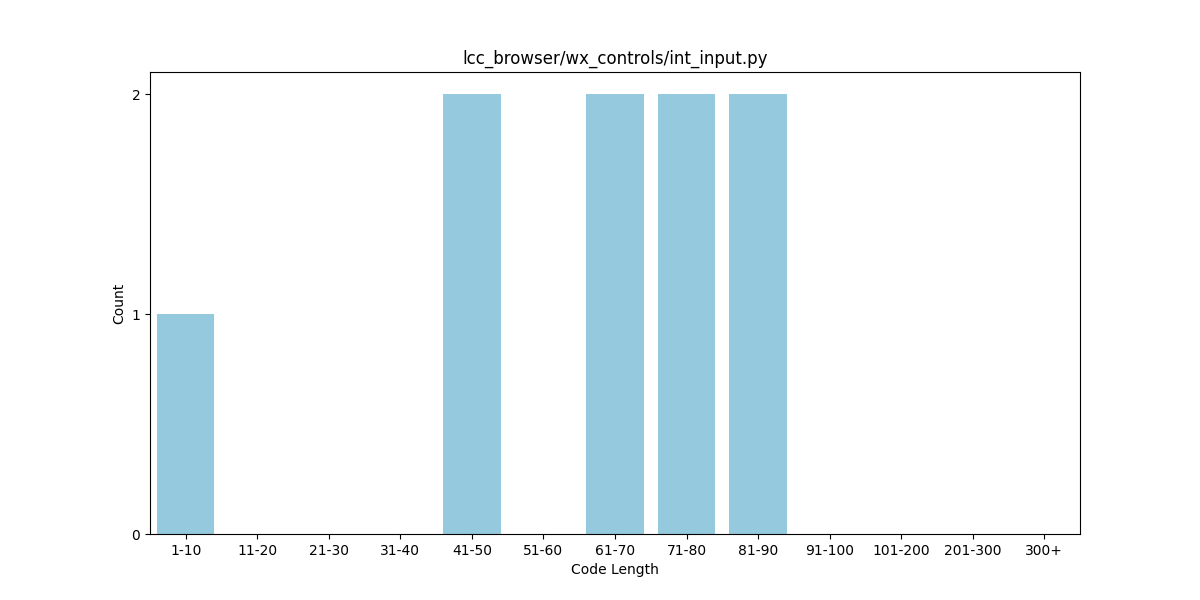 lcc_browser/wx_controls/int_input.py
2
1
0
Count
1-10 11-20 21-30 31-40 41-50 51-60 61-70 71-80 81-90 91-100 101-200 201-300 300+
Code Length